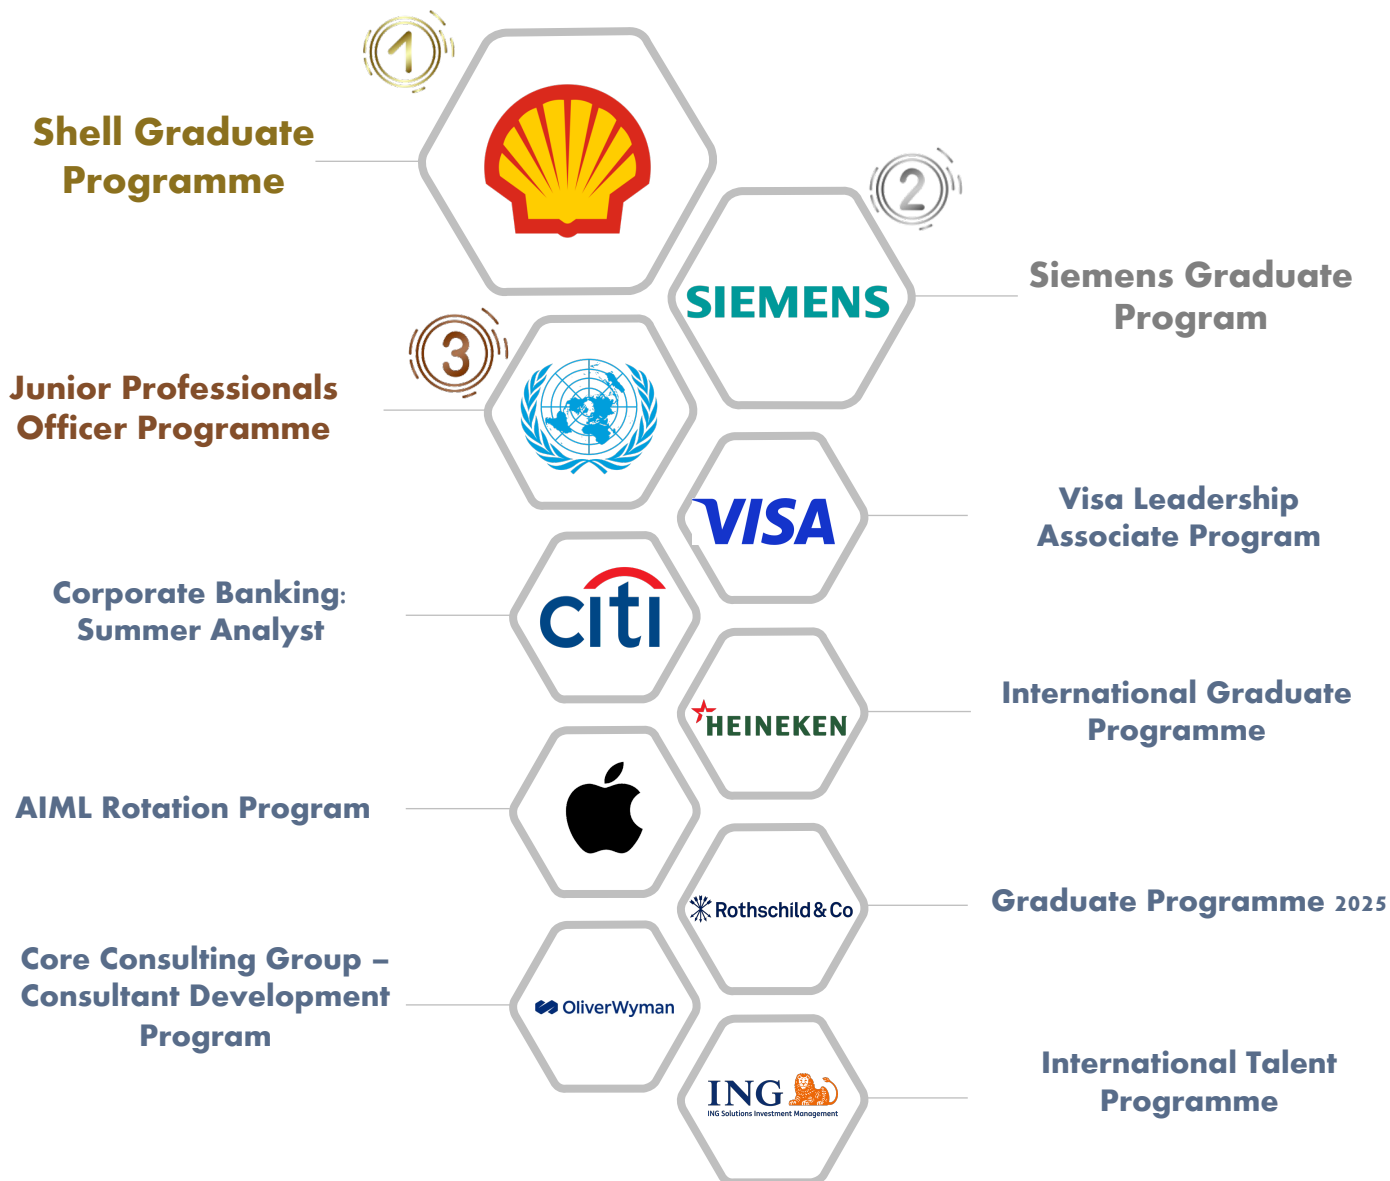 1
Shell Graduate
Programme
2
SIEMENS
Siemens Graduate
Program
3
Junior Professionals
Officer Programme
VISA
Visa Leadership
Associate Program
Corporate Banking:
Summer Analyst
citi
HEINEKEN
International Graduate
Programme
AIML Rotation Program
Rothschild & Co
Graduate Programme 2025
Core Consulting Group –
Consultant Development
Program
OliverWyman
ING
ING Solutions Investment Management
International Talent
Programme